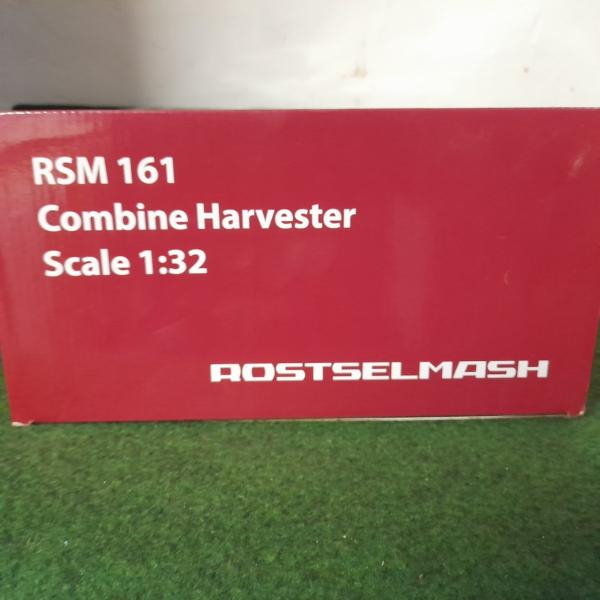 RSM 161
Combine Harvester
Scale 1:32
ROSTSELMASH